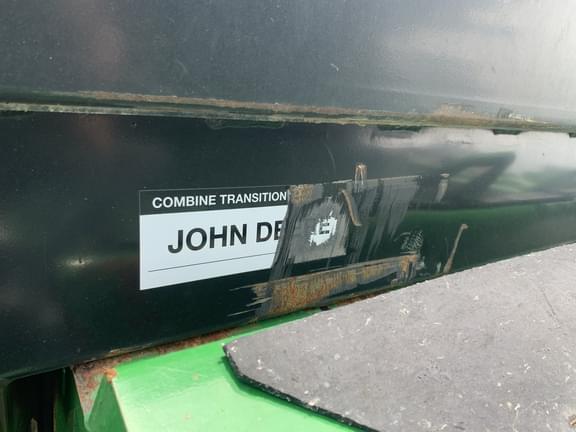 COMBINE TRANSITION
JOHN DE E